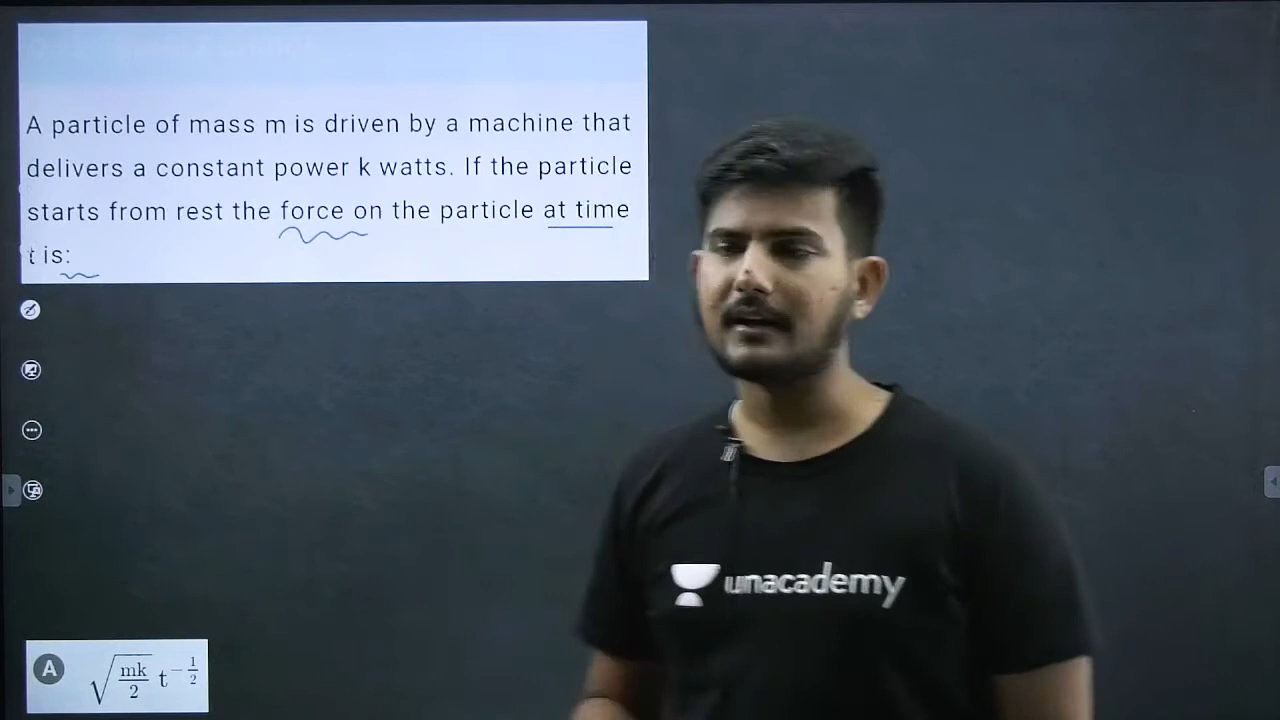 A particle of mass m is driven by a machine that
delivers a constant power k watts. If the particle
starts from rest the force on the particle at time
t is:
unacademy
A √(mk/2) t^(-1/2)